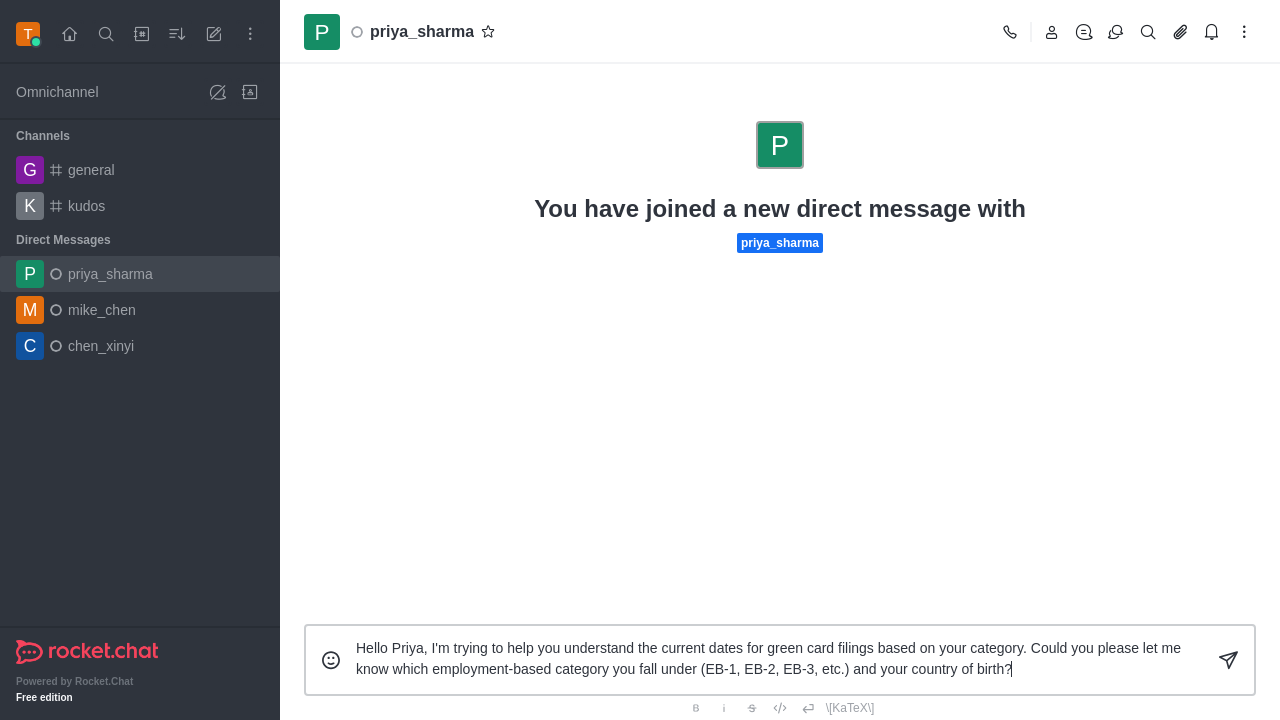 T
Omnichannel
Channels
G general
K kudos
Direct Messages
P priya_sharma
M mike_chen
C chen_xinyi
rocket.chat
Powered by Rocket.Chat
Free edition
P priya_sharma
P
You have joined a new direct message with
priya_sharma
Hello Priya, I'm trying to help you understand the current dates for green card filings based on your category. Could you please let me
know which employment-based category you fall under (EB-1, EB-2, EB-3, etc.) and your country of birth?
B i S \[KaTeX\]